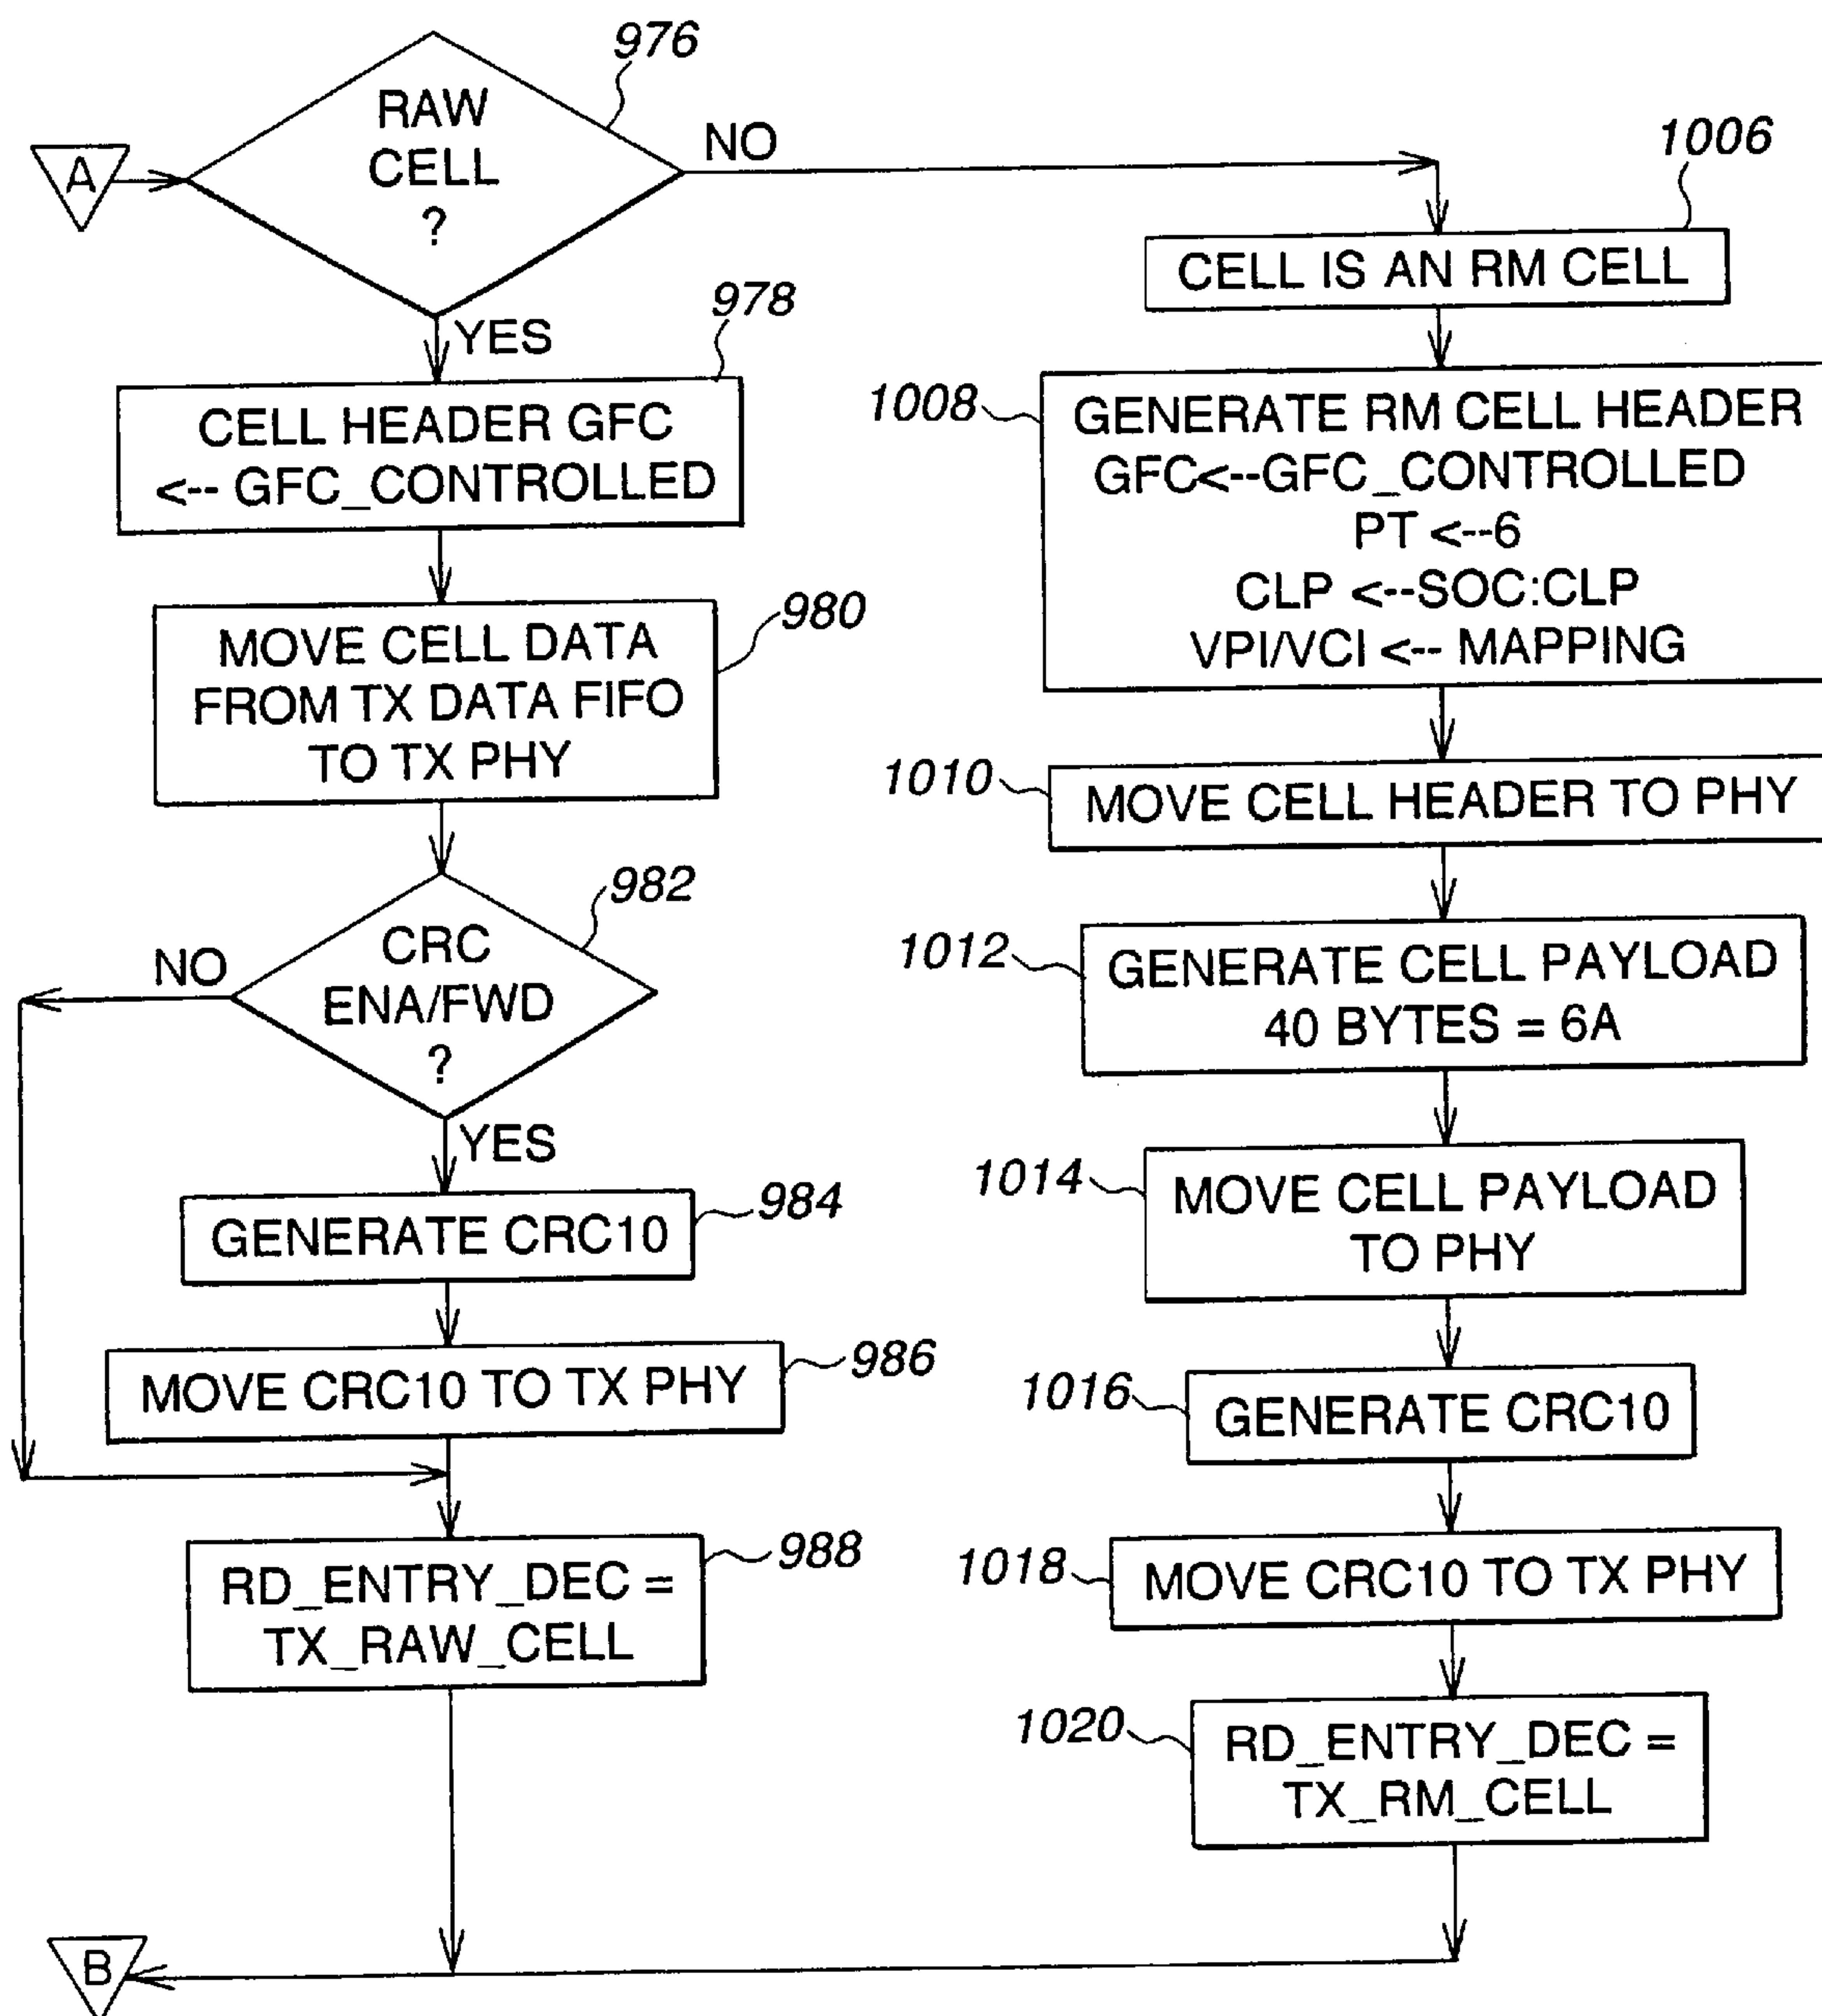 A
RAW
CELL
?
976
NO
YES
978
CELL HEADER GFC
<-- GFC_CONTROLLED
980
MOVE CELL DATA
FROM TX DATA FIFO
TO TX PHY
982
CRC
ENA/FWD
?
NO
YES
984
GENERATE CRC10
986
MOVE CRC10 TO TX PHY
988
RD_ENTRY_DEC =
TX_RAW_CELL
1006
CELL IS AN RM CELL
1008
GENERATE RM CELL HEADER
GFC<--GFC_CONTROLLED
PT <--6
CLP <--SOC:CLP
VPI/VCI <-- MAPPING
1010
MOVE CELL HEADER TO PHY
1012
GENERATE CELL PAYLOAD
40 BYTES = 6A
1014
MOVE CELL PAYLOAD
TO PHY
1016
GENERATE CRC10
1018
MOVE CRC10 TO TX PHY
1020
RD_ENTRY_DEC =
TX_RM_CELL
B